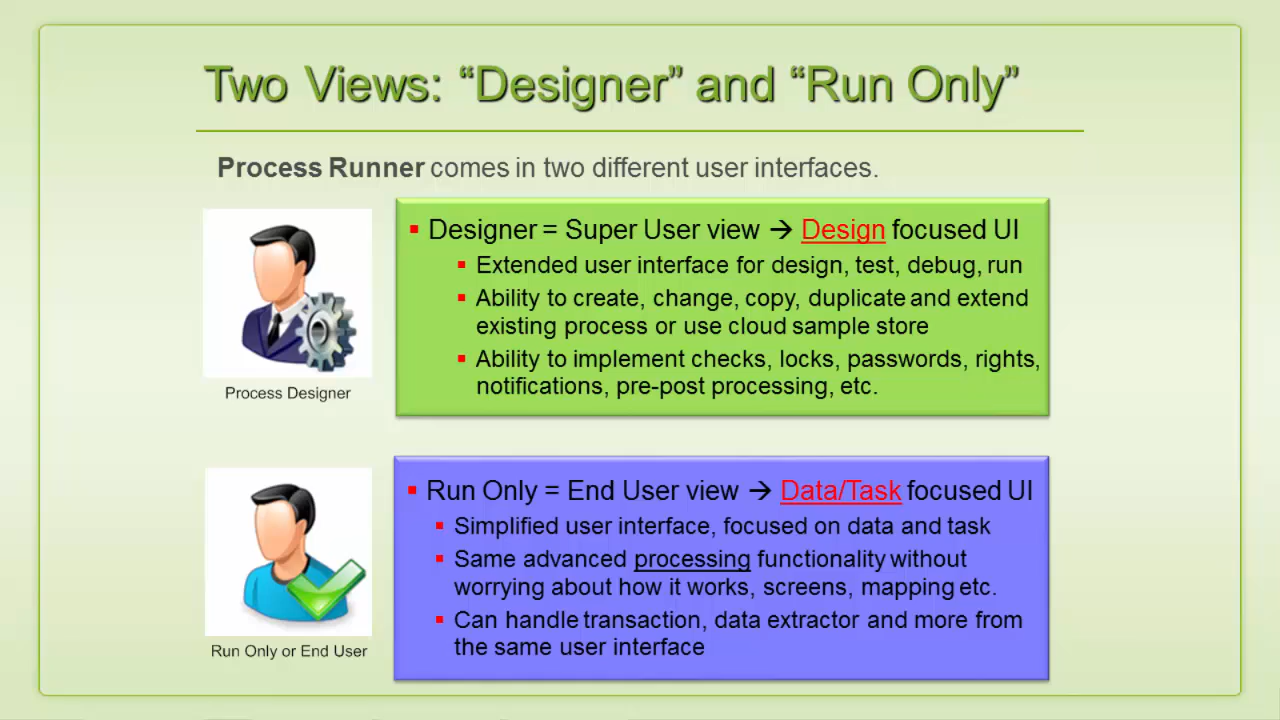 Two Views: “Designer” and “Run Only”
Process Runner comes in two different user interfaces.
Process Designer
▪ Designer = Super User view → Design focused UI
▪ Extended user interface for design, test, debug, run
▪ Ability to create, change, copy, duplicate and extend
existing process or use cloud sample store
▪ Ability to implement checks, locks, passwords, rights,
notifications, pre-post processing, etc.
Run Only or End User
▪ Run Only = End User view → Data/Task focused UI
▪ Simplified user interface, focused on data and task
▪ Same advanced processing functionality without
worrying about how it works, screens, mapping etc.
▪ Can handle transaction, data extractor and more from
the same user interface